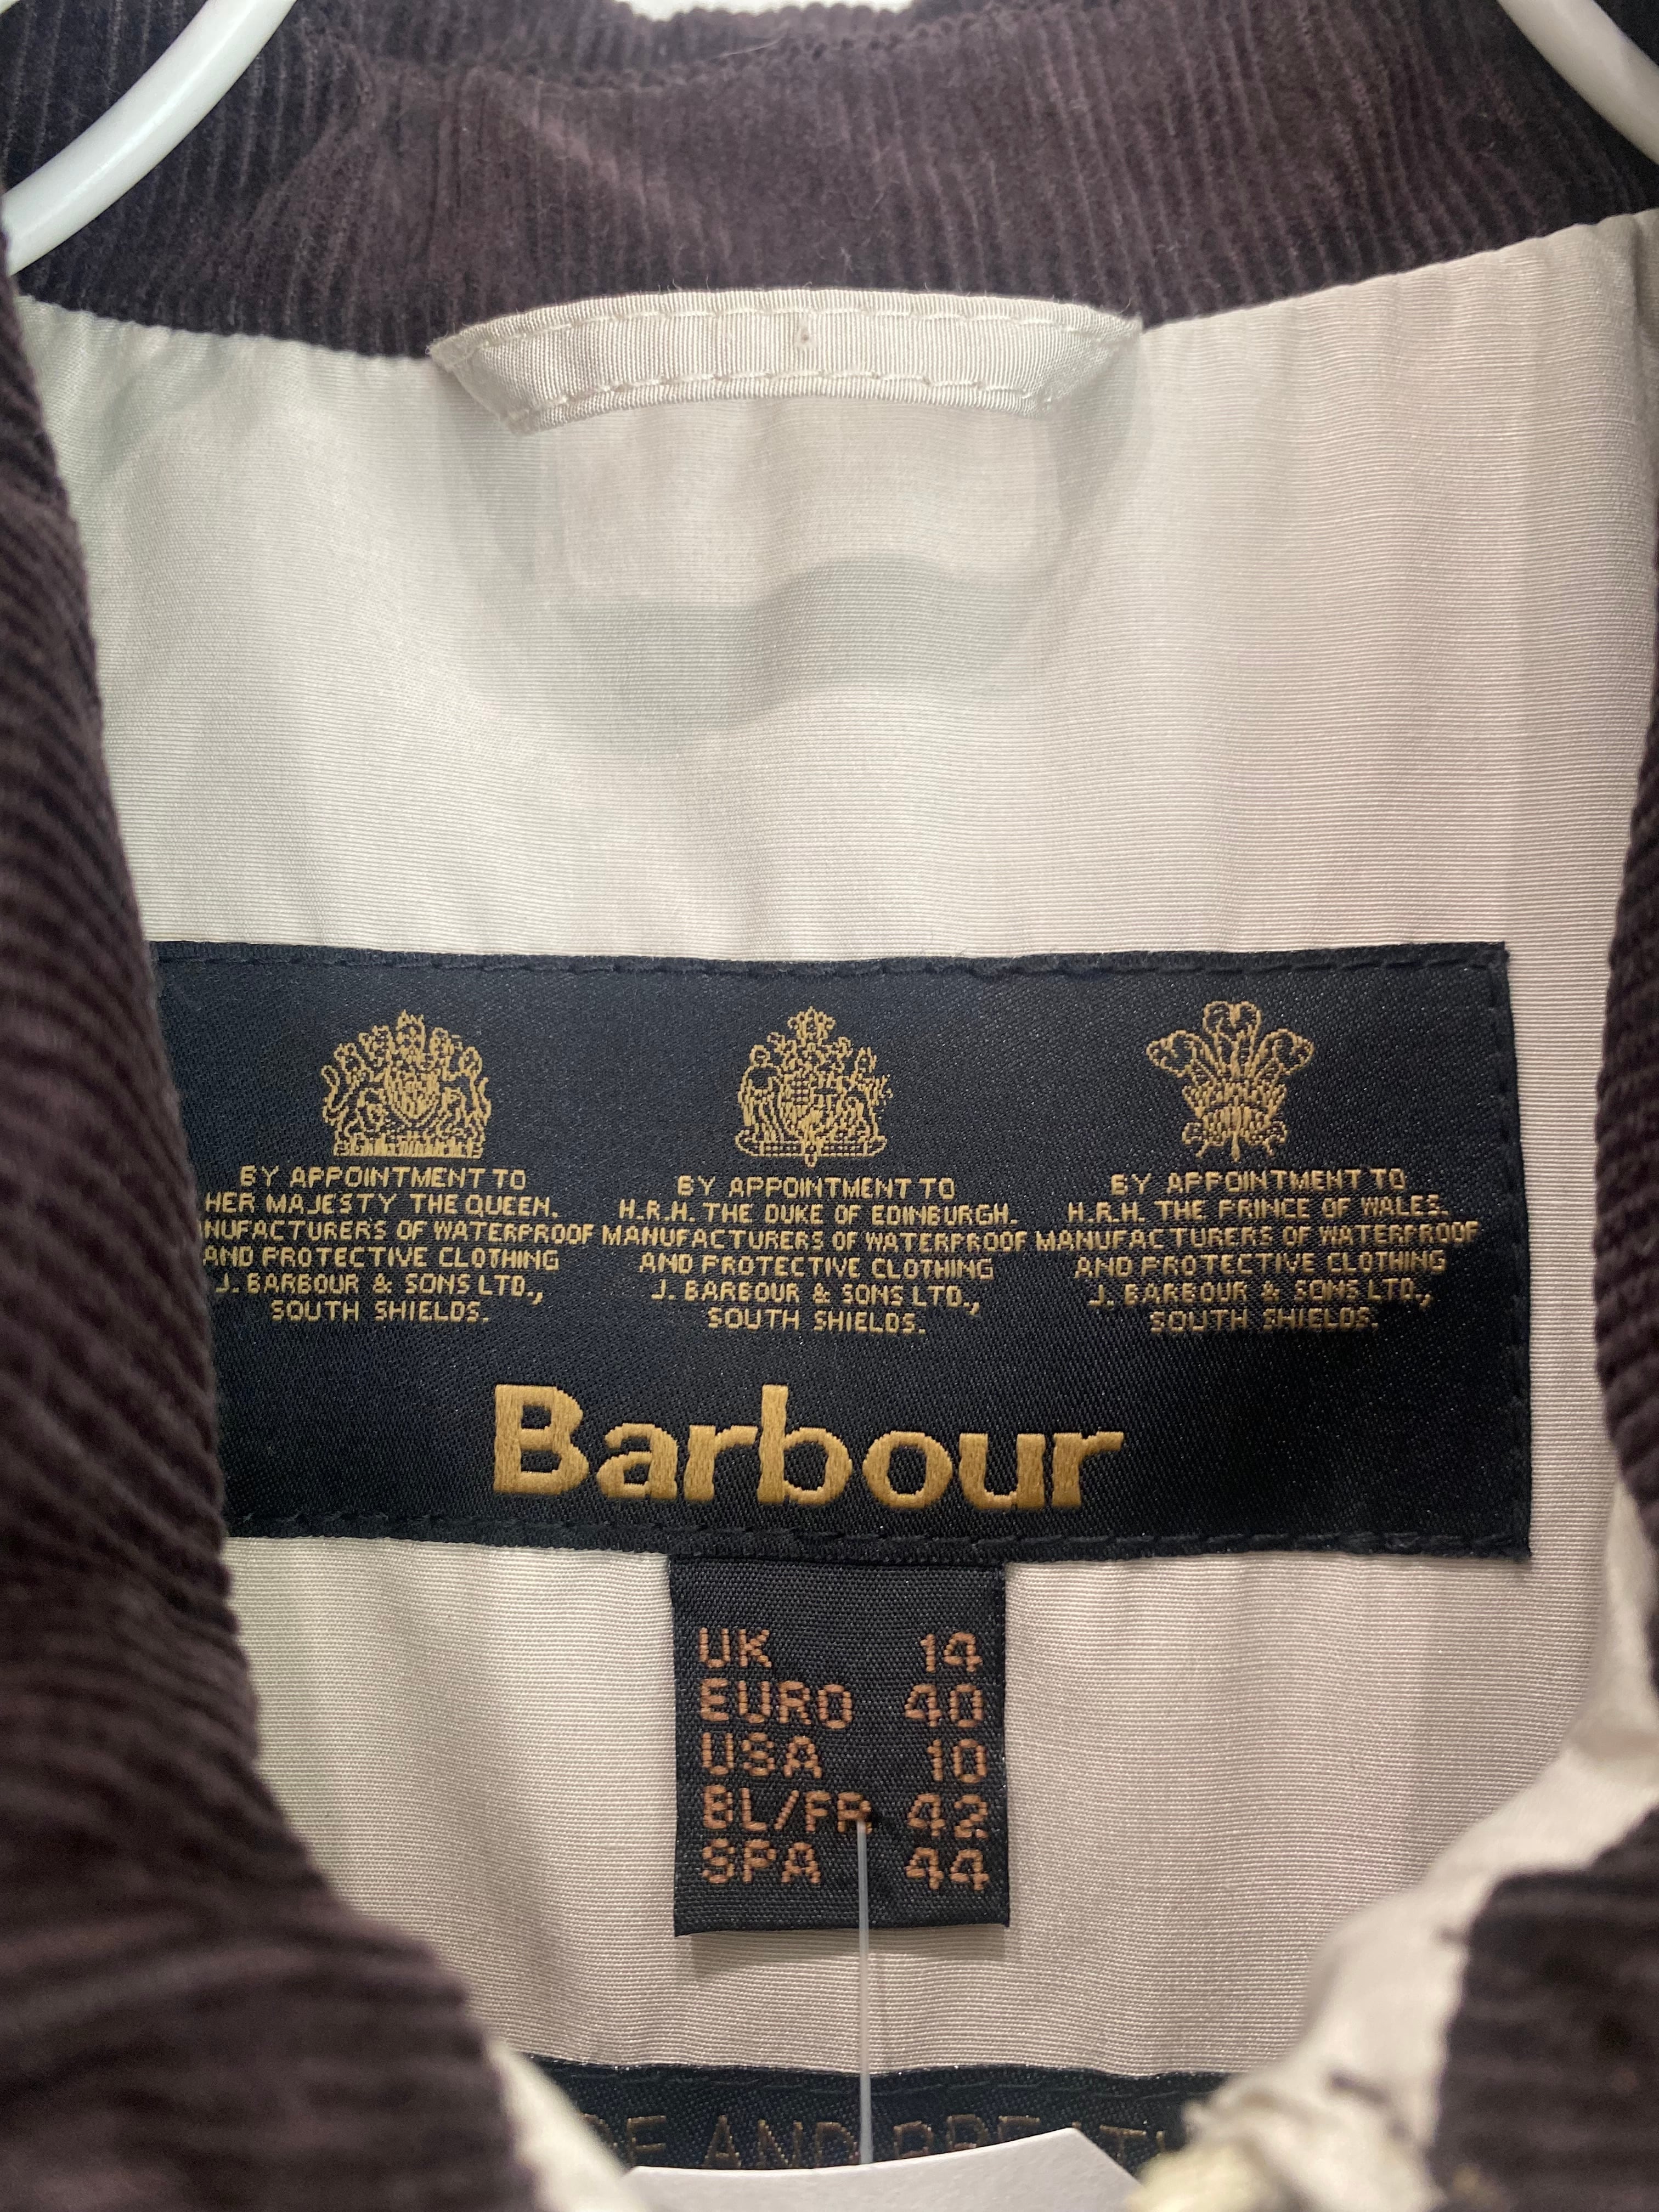 BY APPOINTMENT TO
HER MAJESTY THE QUEEN.
NUFACTURERS OF WATERPROOF
AND PROTECTIVE CLOTHING
J. BARBOUR & SONS LTD.,
SOUTH SHIELDS.
BY APPOINTMENT TO
H.R.H. THE DUKE OF EDINBURGH.
MANUFACTURERS OF WATERPROOF
AND PROTECTIVE CLOTHING
J. BARBOUR & SONS LTD.,
SOUTH SHIELDS.
BY APPOINTMENT TO
H.R.H. THE PRINCE OF WALES.
MANUFACTURERS OF WATERPROOF
AND PROTECTIVE CLOTHING
J. BARBOUR & SONS LTD.,
SOUTH SHIELDS.
Barbour
UK 14
EURO 40
USA 10
BL/FR 42
SPA 44
AND